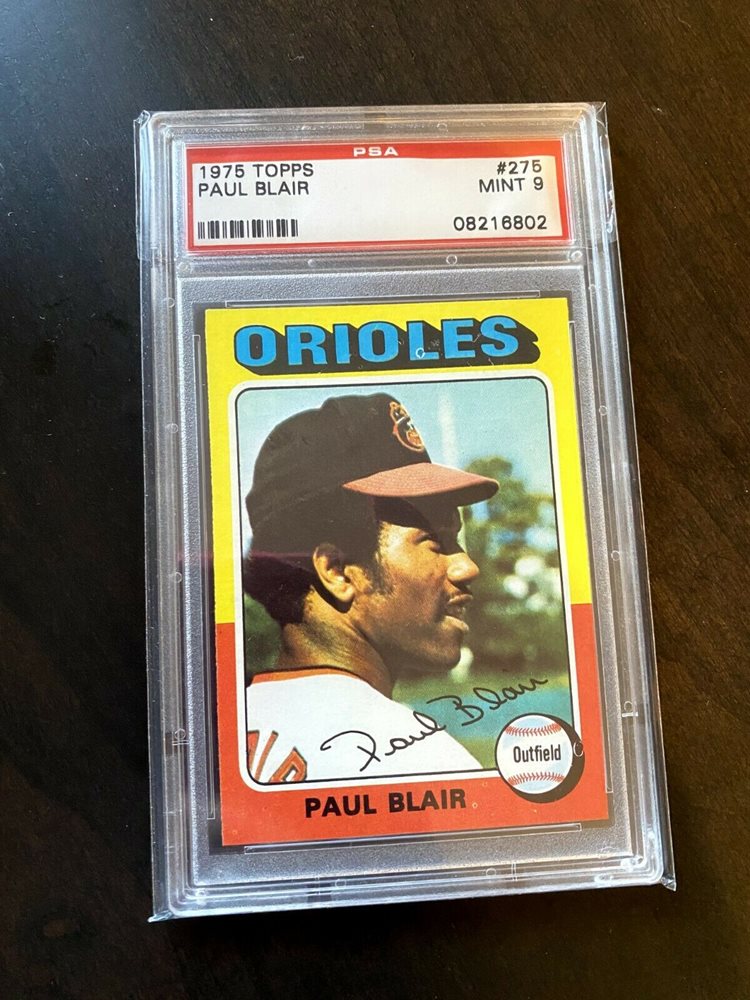 PSA
1975 TOPPS #275
PAUL BLAIR MINT 9
08216802
ORIOLES
Paul Blair
Outfield
PAUL BLAIR